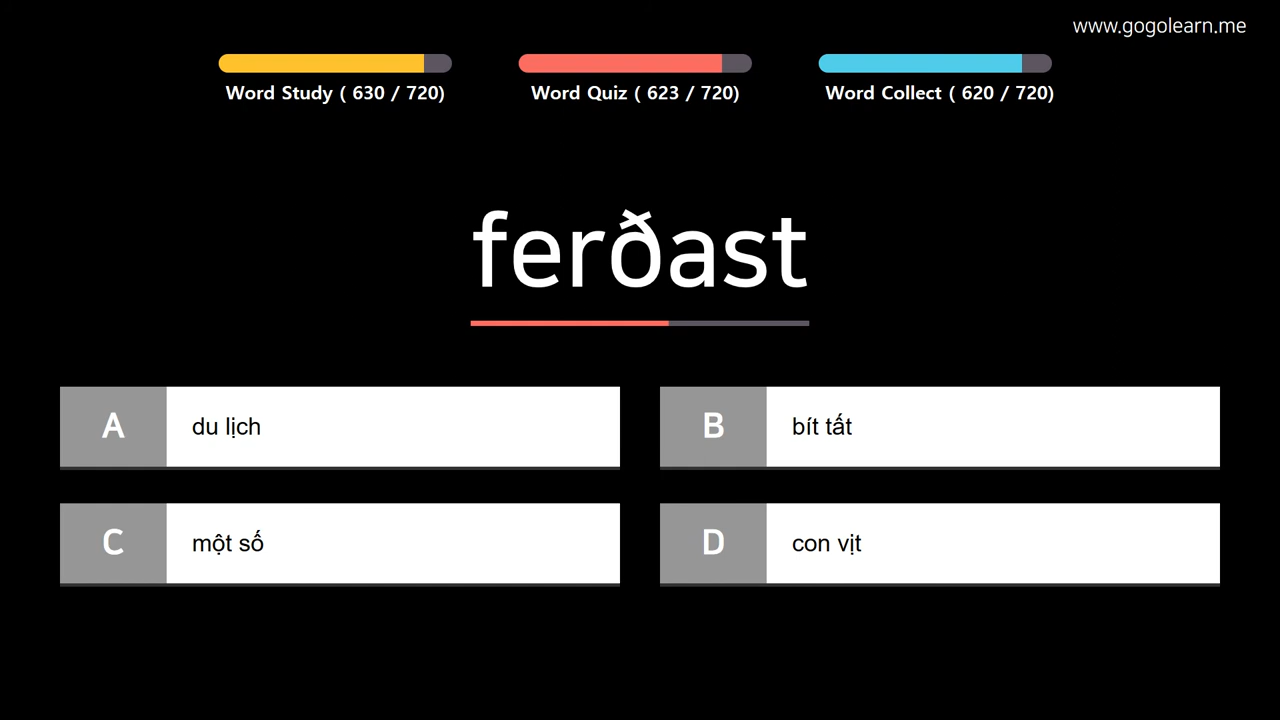 www.gogolearn.me
Word Study ( 630 / 720)
Word Quiz ( 623 / 720)
Word Collect ( 620 / 720)
ferðast
A du lịch
B bít tất
C một số
D con vịt